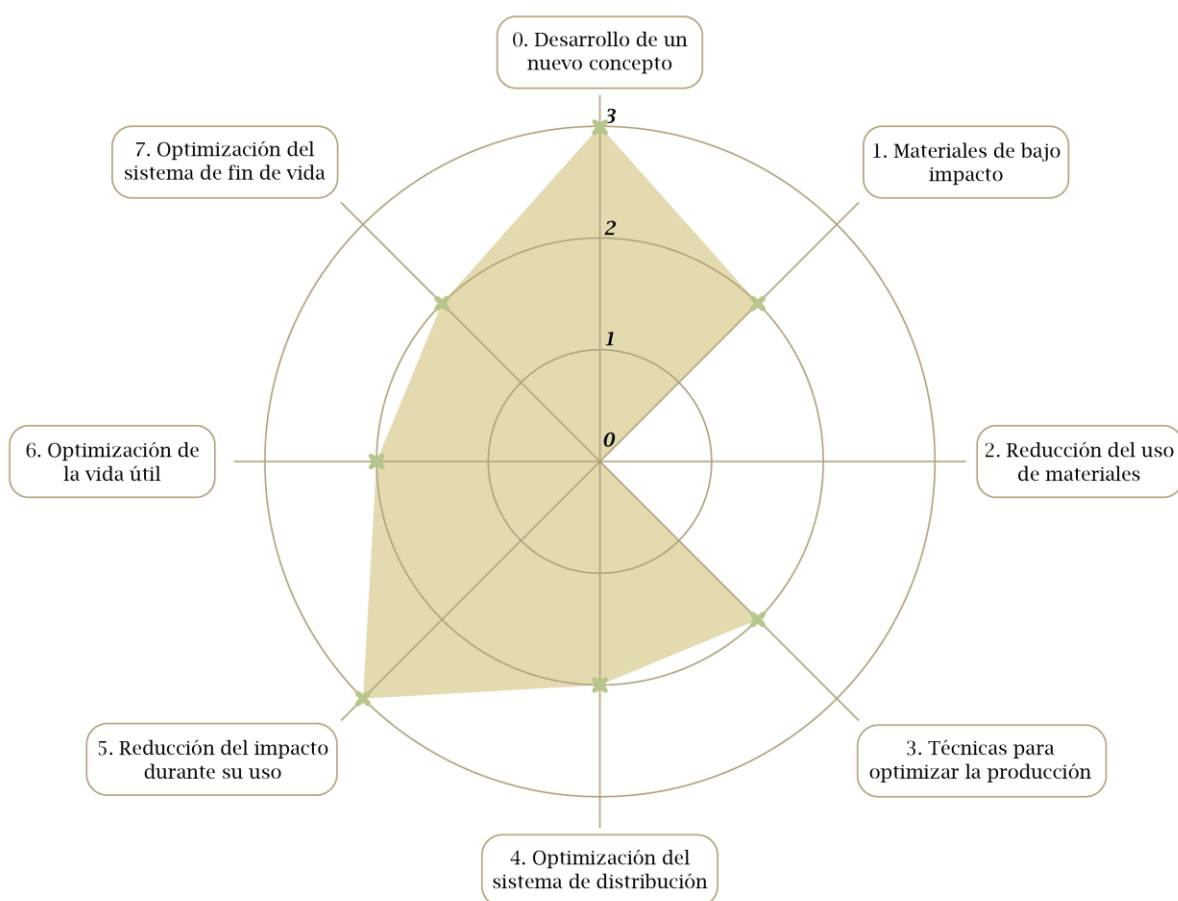 0. Desarrollo de un
nuevo concepto
3
7. Optimización del
sistema de fin de vida
1. Materiales de bajo
impacto
2
1
0
6. Optimización de
la vida útil
2. Reducción del uso
de materiales
5. Reducción del impacto
durante su uso
3. Técnicas para
optimizar la producción
4. Optimización del
sistema de distribución